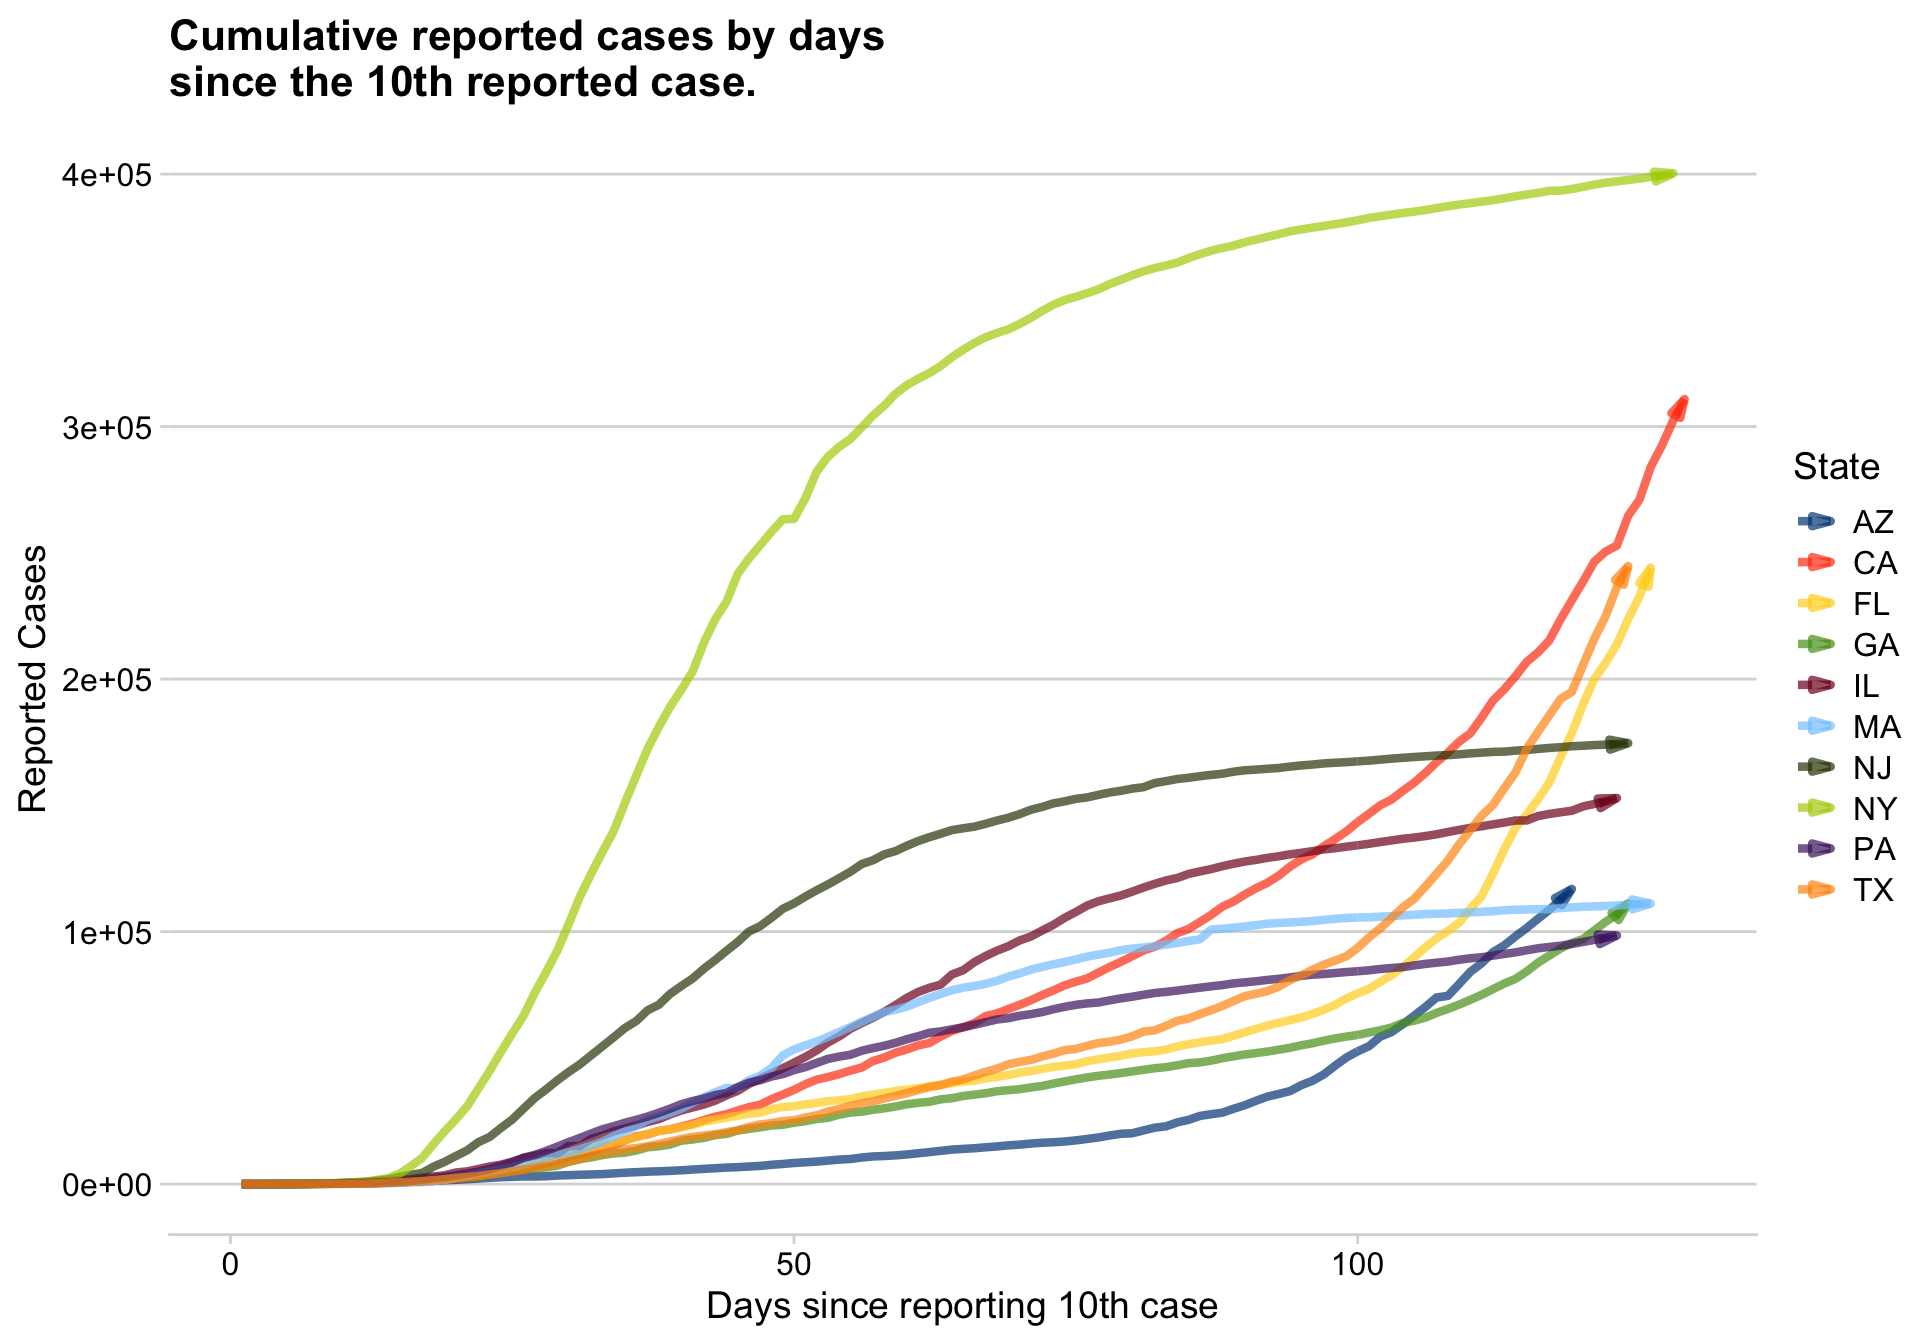 Cumulative reported cases by days
since the 10th reported case.
4e+05
3e+05
2e+05
1e+05
0e+00
Reported Cases
0
50
100
Days since reporting 10th case
State
AZ
CA
FL
GA
IL
MA
NJ
NY
PA
TX